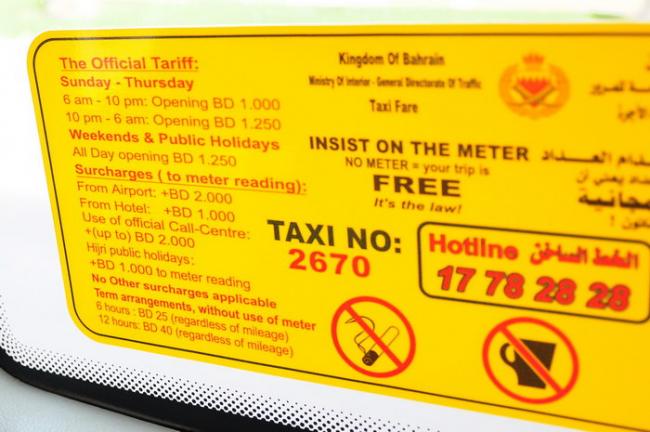 The Official Tariff:
Sunday - Thursday
6 am - 10 pm: Opening BD 1.000
10 pm - 6 am: Opening BD 1.250
Weekends & Public Holidays
All Day opening BD 1.250
Surcharges ( to meter reading):
From Airport: +BD 2.000
From Hotel: +BD 1.000
Use of official Call-Centre:
+(up to) BD 2.000
Hijri public holidays:
+BD 1.000 to meter reading
No Other surcharges applicable
Term arrangements, without use of meter
6 hours : BD 25 (regardless of mileage)
12 hours: BD 40 (regardless of mileage)
Kingdom Of Bahrain
Ministry Of Interior - General Directorate Of Traffic
Taxi Fare
INSIST ON THE METER
NO METER = your trip is
FREE
It's the law!
TAXI NO:
2670
Hotline الخط الساخن
17 78 28 28
العداد